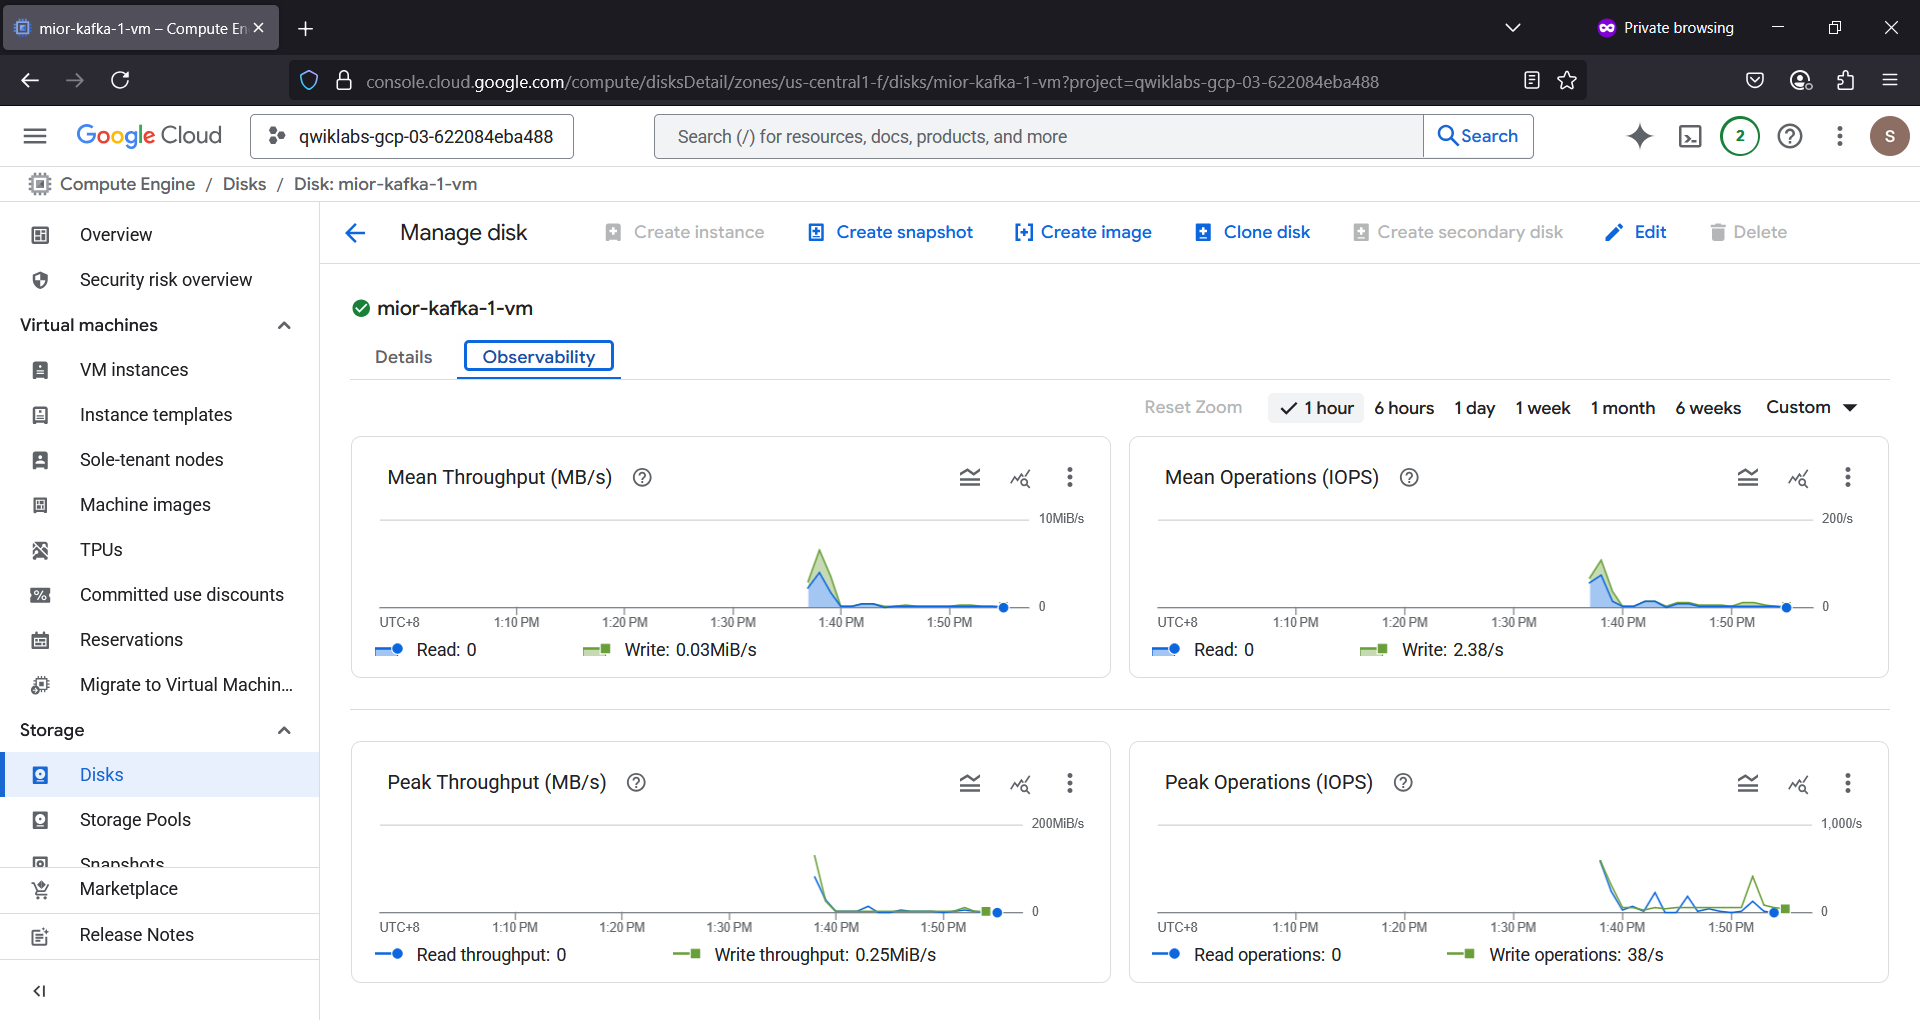 mior-kafka-1-vm – Compute En
Private browsing
console.cloud.google.com/compute/disksDetail/zones/us-central1-f/disks/mior-kafka-1-vm?project=qwiklabs-gcp-03-622084eba488
Google Cloud
qwiklabs-gcp-03-622084eba488
Search (/) for resources, docs, products, and more
Search
2
S
Compute Engine / Disks / Disk: mior-kafka-1-vm
Overview
Security risk overview
Virtual machines
VM instances
Instance templates
Sole-tenant nodes
Machine images
TPUs
Committed use discounts
Reservations
Migrate to Virtual Machin...
Storage
Disks
Storage Pools
Snapshots
Marketplace
Release Notes
Manage disk
Create instance
Create snapshot
Create image
Clone disk
Create secondary disk
Edit
Delete
mior-kafka-1-vm
Details
Observability
Reset Zoom
1 hour
6 hours
1 day
1 week
1 month
6 weeks
Custom
Mean Throughput (MB/s)
10MiB/s
0
UTC+8 1:10 PM 1:20 PM 1:30 PM 1:40 PM 1:50 PM
Read: 0 Write: 0.03MiB/s
Mean Operations (IOPS)
200/s
0
UTC+8 1:10 PM 1:20 PM 1:30 PM 1:40 PM 1:50 PM
Read: 0 Write: 2.38/s
Peak Throughput (MB/s)
200MiB/s
0
UTC+8 1:10 PM 1:20 PM 1:30 PM 1:40 PM 1:50 PM
Read throughput: 0 Write throughput: 0.25MiB/s
Peak Operations (IOPS)
1,000/s
0
UTC+8 1:10 PM 1:20 PM 1:30 PM 1:40 PM 1:50 PM
Read operations: 0 Write operations: 38/s